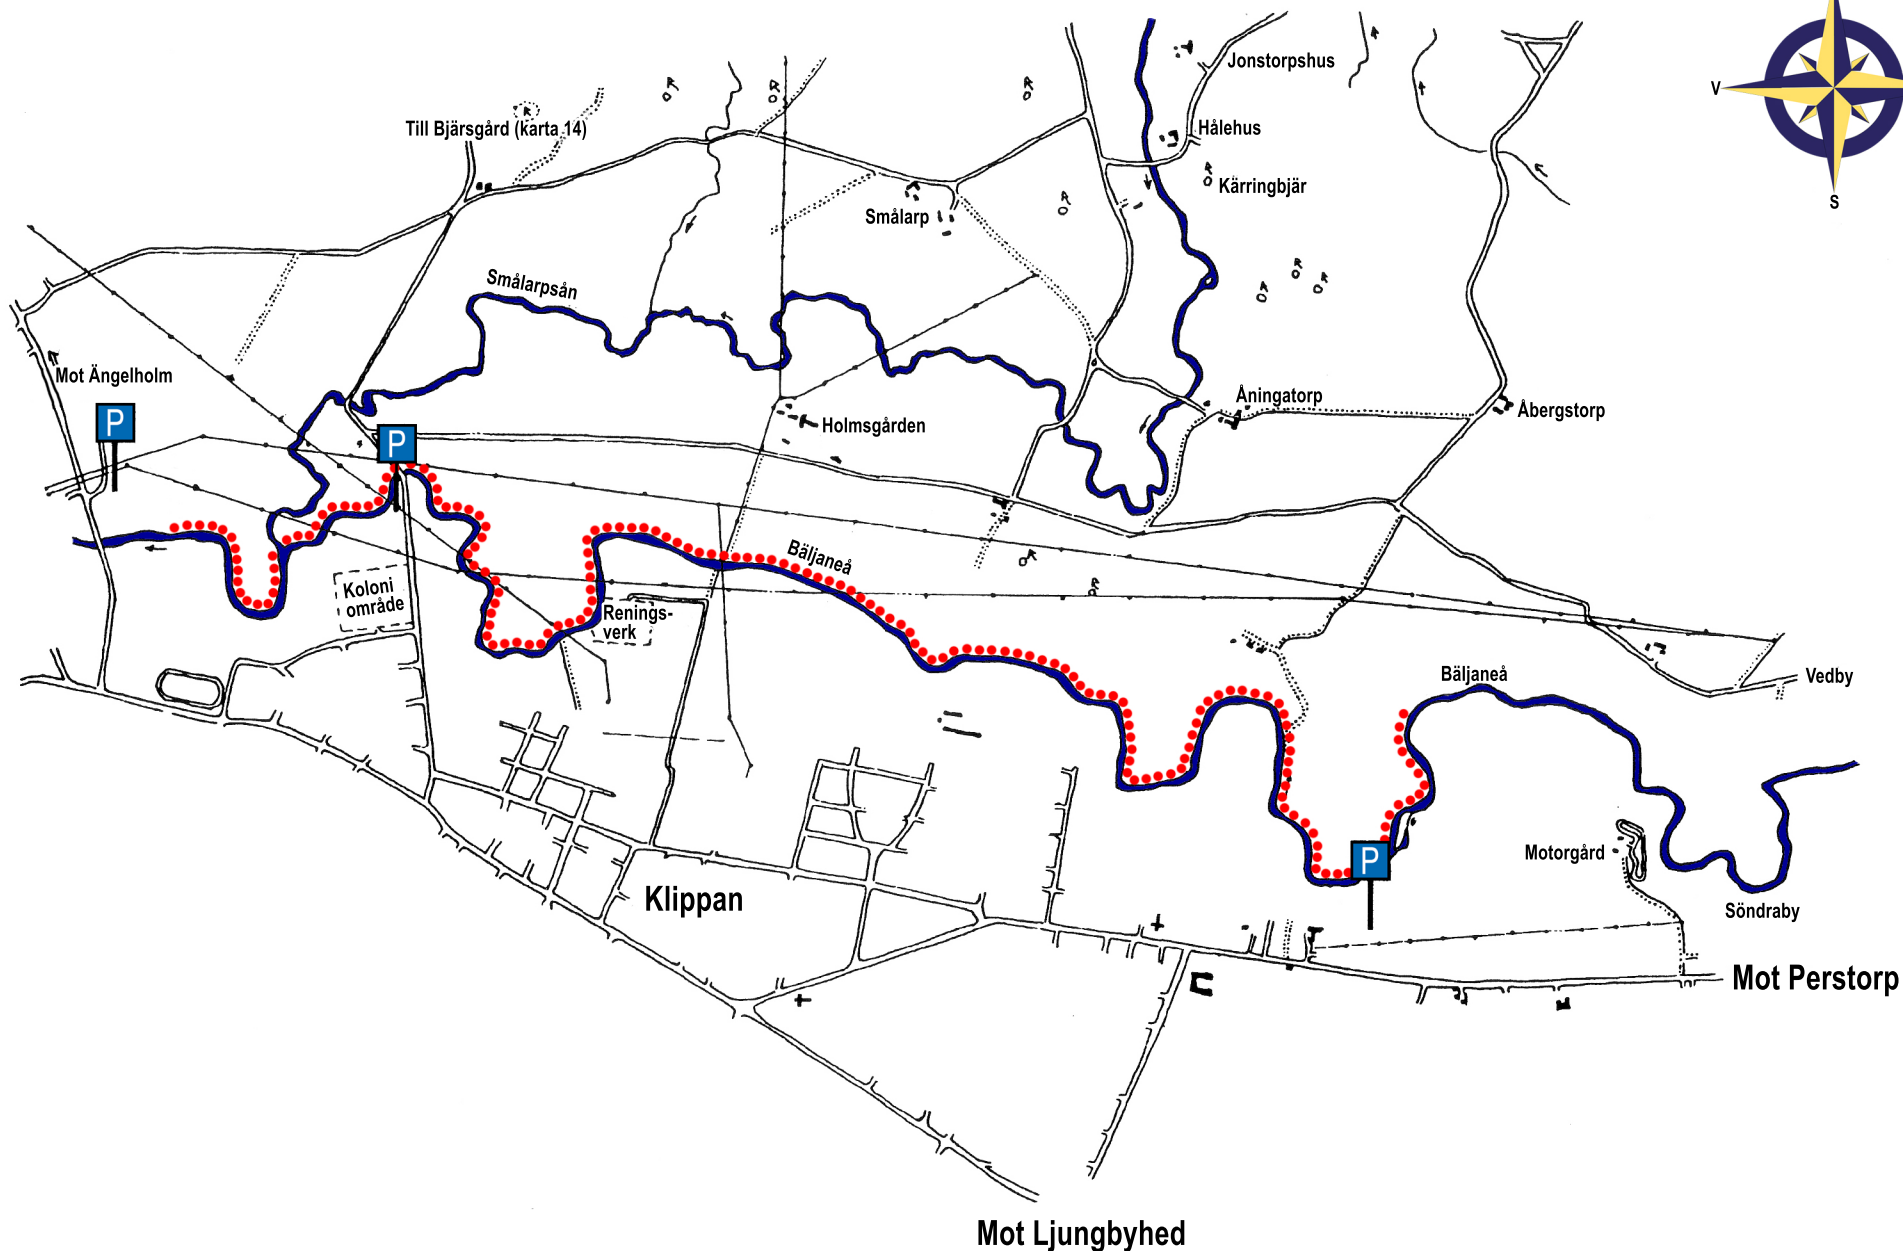 Jonstorpshus
V
Till Bjärsgård (karta 14)
Hålehus
Kärringbjär
S
Smålarp
Smålarpsån
Mot Ängelholm
P
P
Holmsgården
Åningatorp
Åbergstorp
Bäljaneå
Koloni
område
Renings-
verk
Bäljaneå
Vedby
P
Motorgård
Klippan
Söndraby
Mot Perstorp
Mot Ljungbyhed